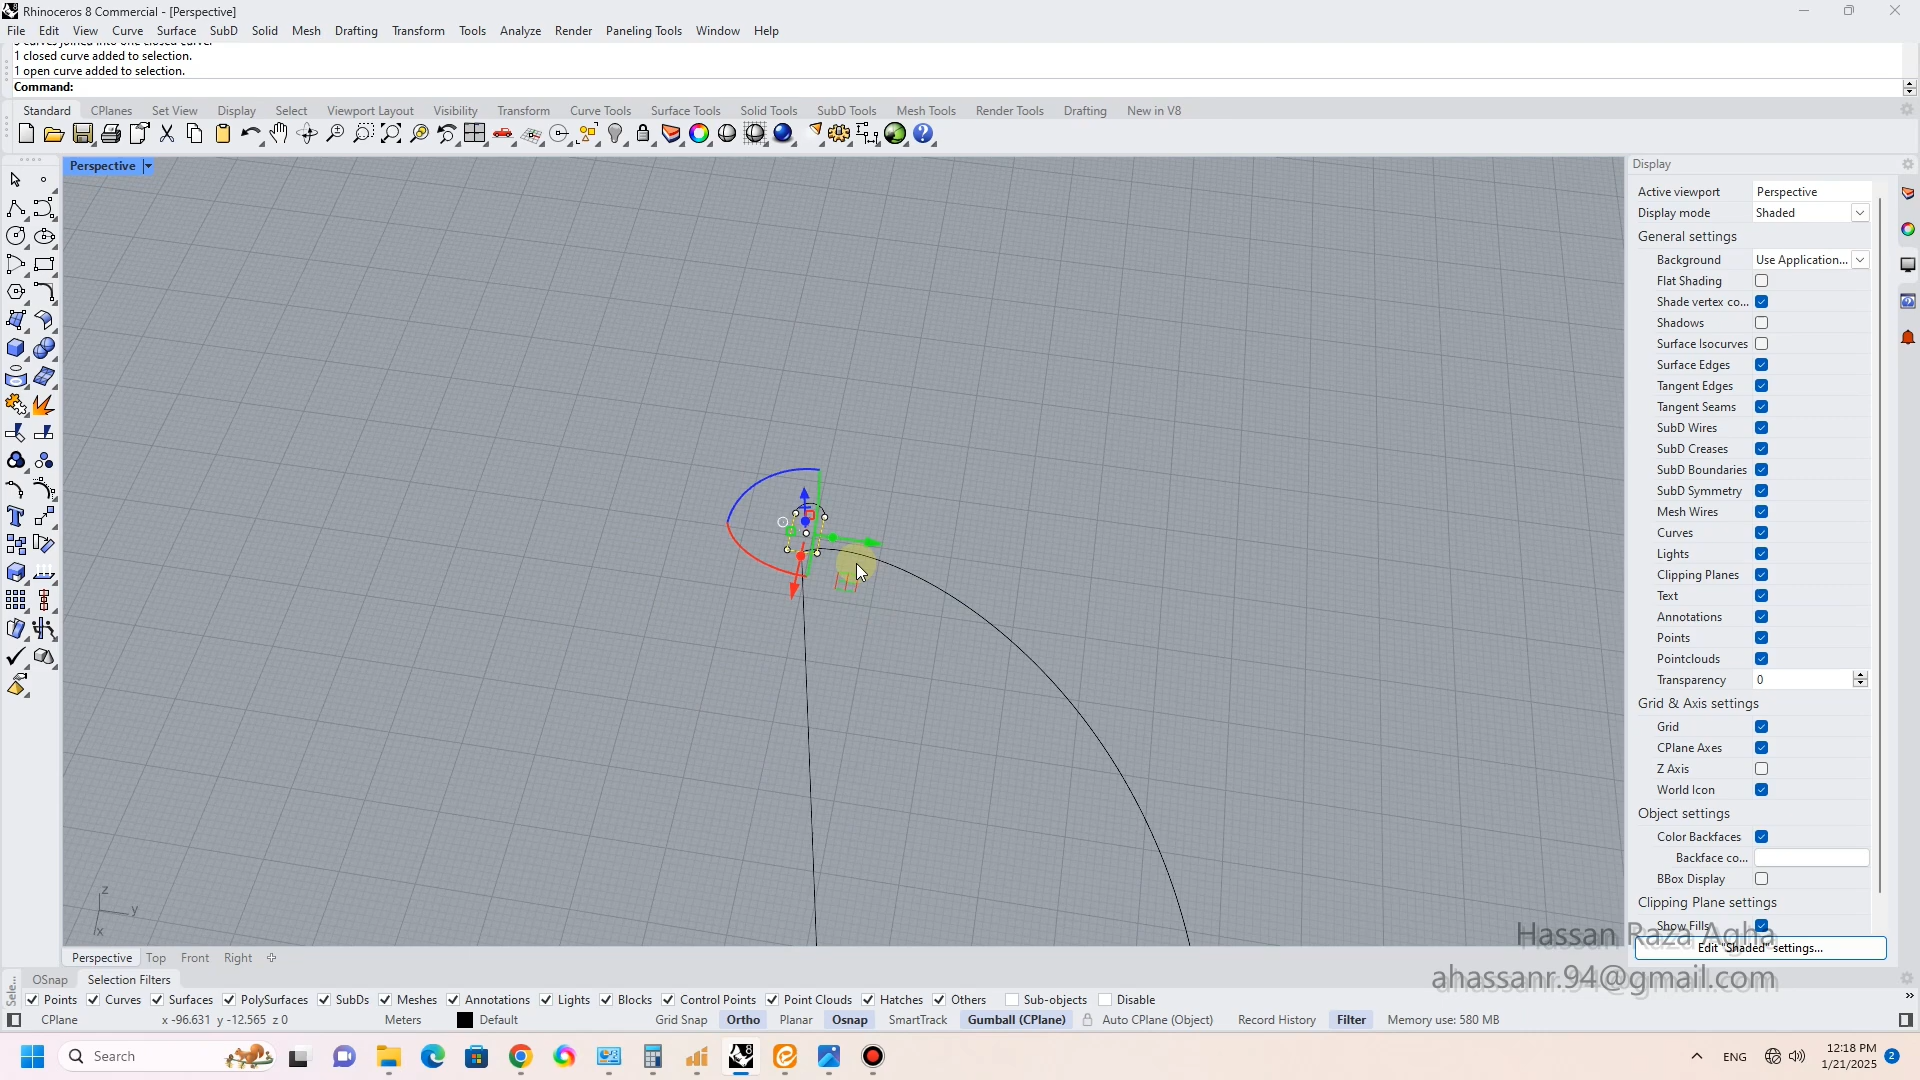 Rhinoceros 8 Commercial - [Perspective]
File Edit View Curve Surface SubD Solid Mesh Drafting Transform Tools Analyze Render Paneling Tools Window Help
1 closed curve added to selection.
1 open curve added to selection.
Command:
Standard CPlanes Set View Display Select Viewport Layout Visibility Transform Curve Tools Surface Tools Solid Tools SubD Tools Mesh Tools Render Tools Drafting New in V8
Perspective
Display
Active viewport Perspective
Display mode Shaded
General settings
Background Use Application...
Flat Shading
Shade vertex co...
Shadows
Surface Isocurves
Surface Edges
Tangent Edges
Tangent Seams
SubD Wires
SubD Creases
SubD Boundaries
SubD Symmetry
Mesh Wires
Curves
Lights
Clipping Planes
Text
Annotations
Points
Pointclouds
Transparency 0
Grid & Axis settings
Grid
CPlane Axes
Z Axis
World Icon
Object settings
Color Backfaces
Backface co...
BBox Display
Clipping Plane settings
Show Fills
Edit "Shaded" settings...
Hassan Raza Agha
ahassanr.94@gmail.com
z
y
x
Perspective Top Front Right
OSnap Selection Filters
Sele...
Points Curves Surfaces PolySurfaces SubDs Meshes Annotations Lights Blocks Control Points Point Clouds Hatches Others Sub-objects Disable
CPlane x -96.631 y -12.565 z 0 Meters Default Grid Snap Ortho Planar Osnap SmartTrack Gumball (CPlane) Auto CPlane (Object) Record History Filter Memory use: 580 MB
Search
8
ENG
12:18 PM
1/21/2025
2